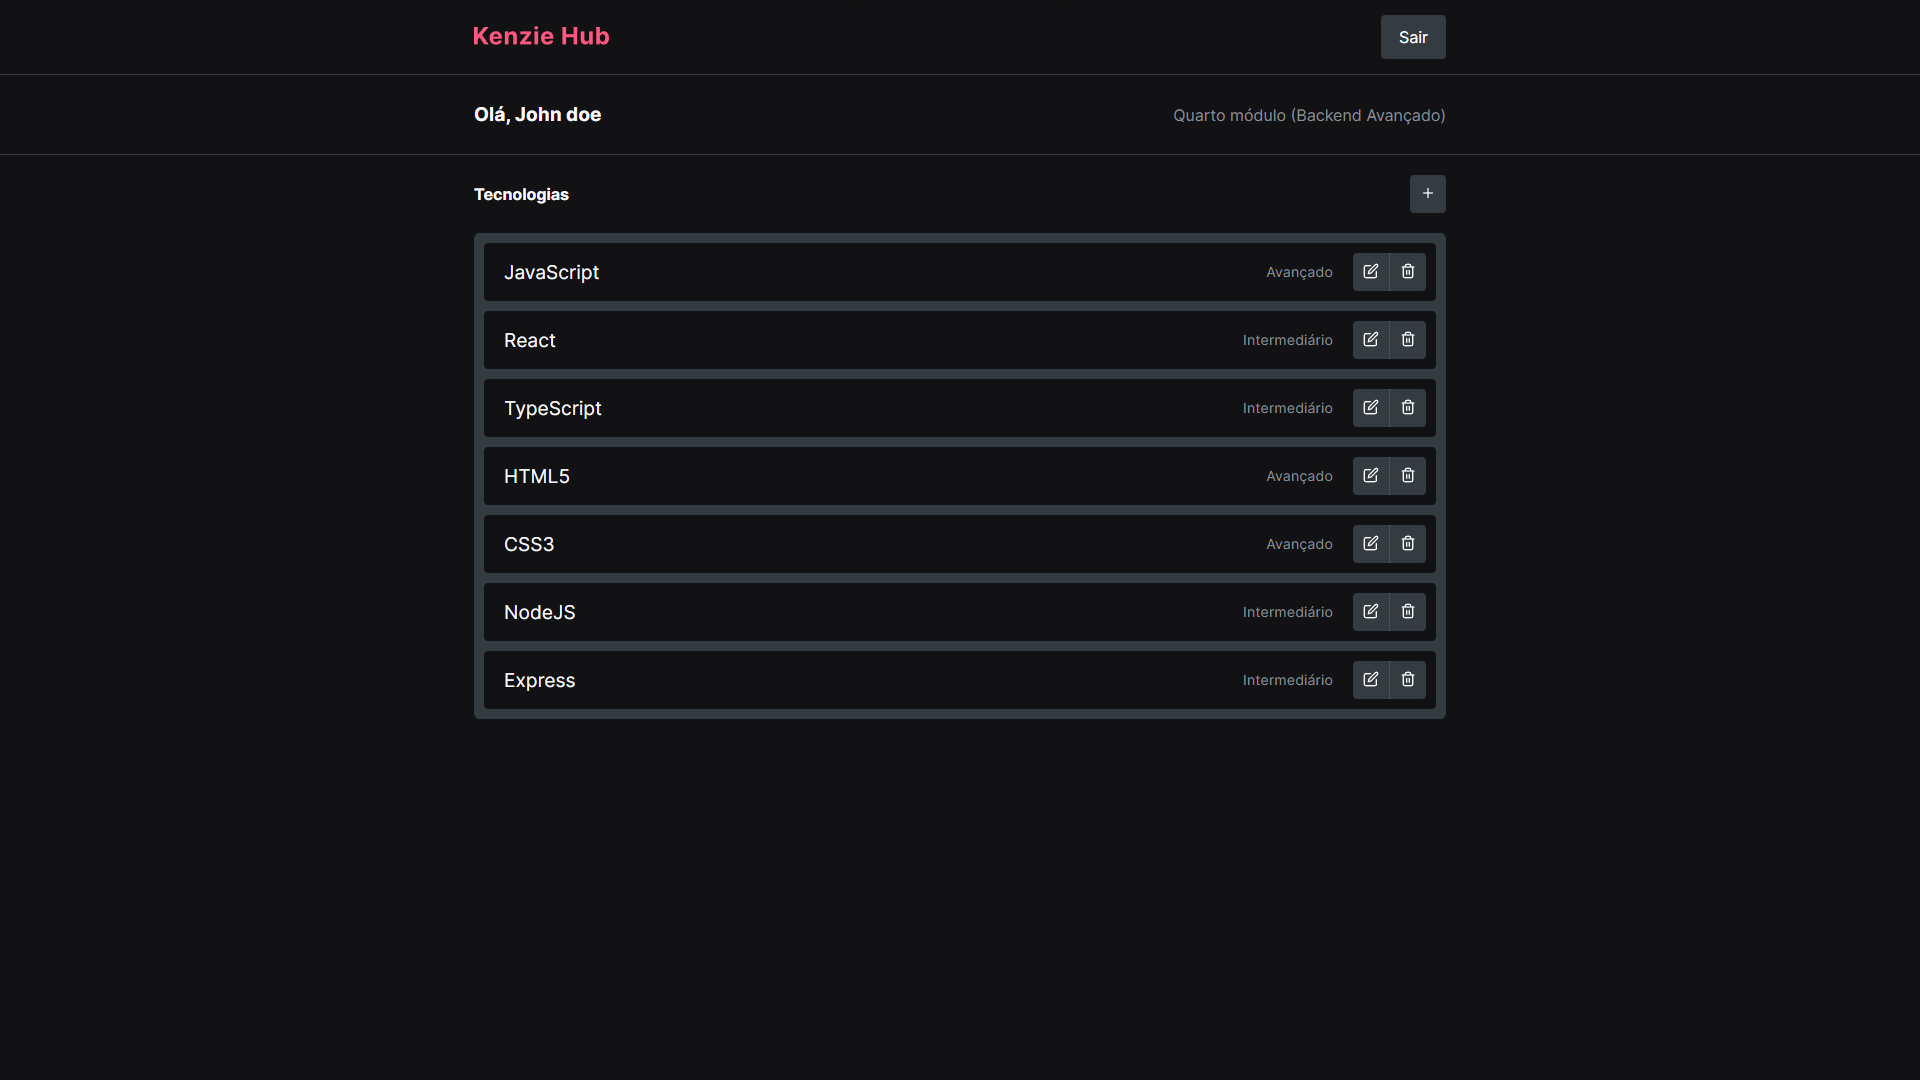 Kenzie Hub
Sair
Olá, John doe
Quarto módulo (Backend Avançado)
Tecnologias
+
JavaScript
Avançado
React
Intermediário
TypeScript
Intermediário
HTML5
Avançado
CSS3
Avançado
NodeJS
Intermediário
Express
Intermediário